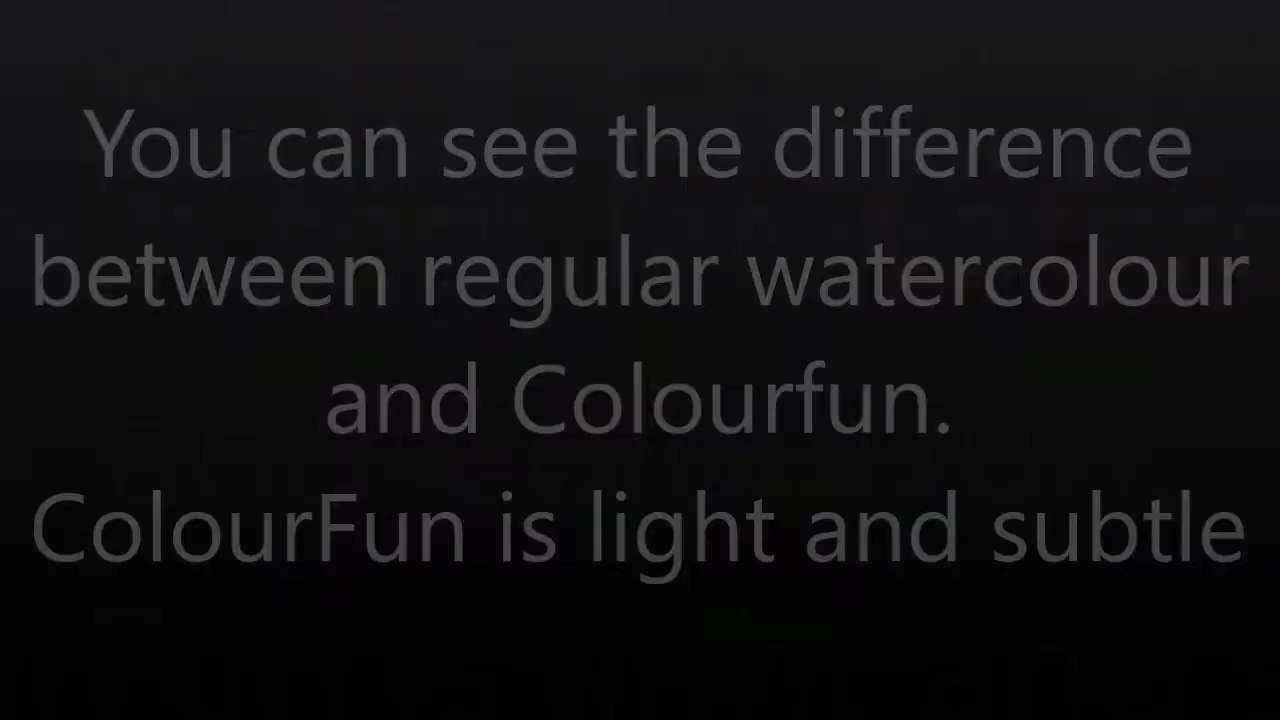 You can see the difference
between regular watercolour
and Colourfun.
ColourFun is light and subtle